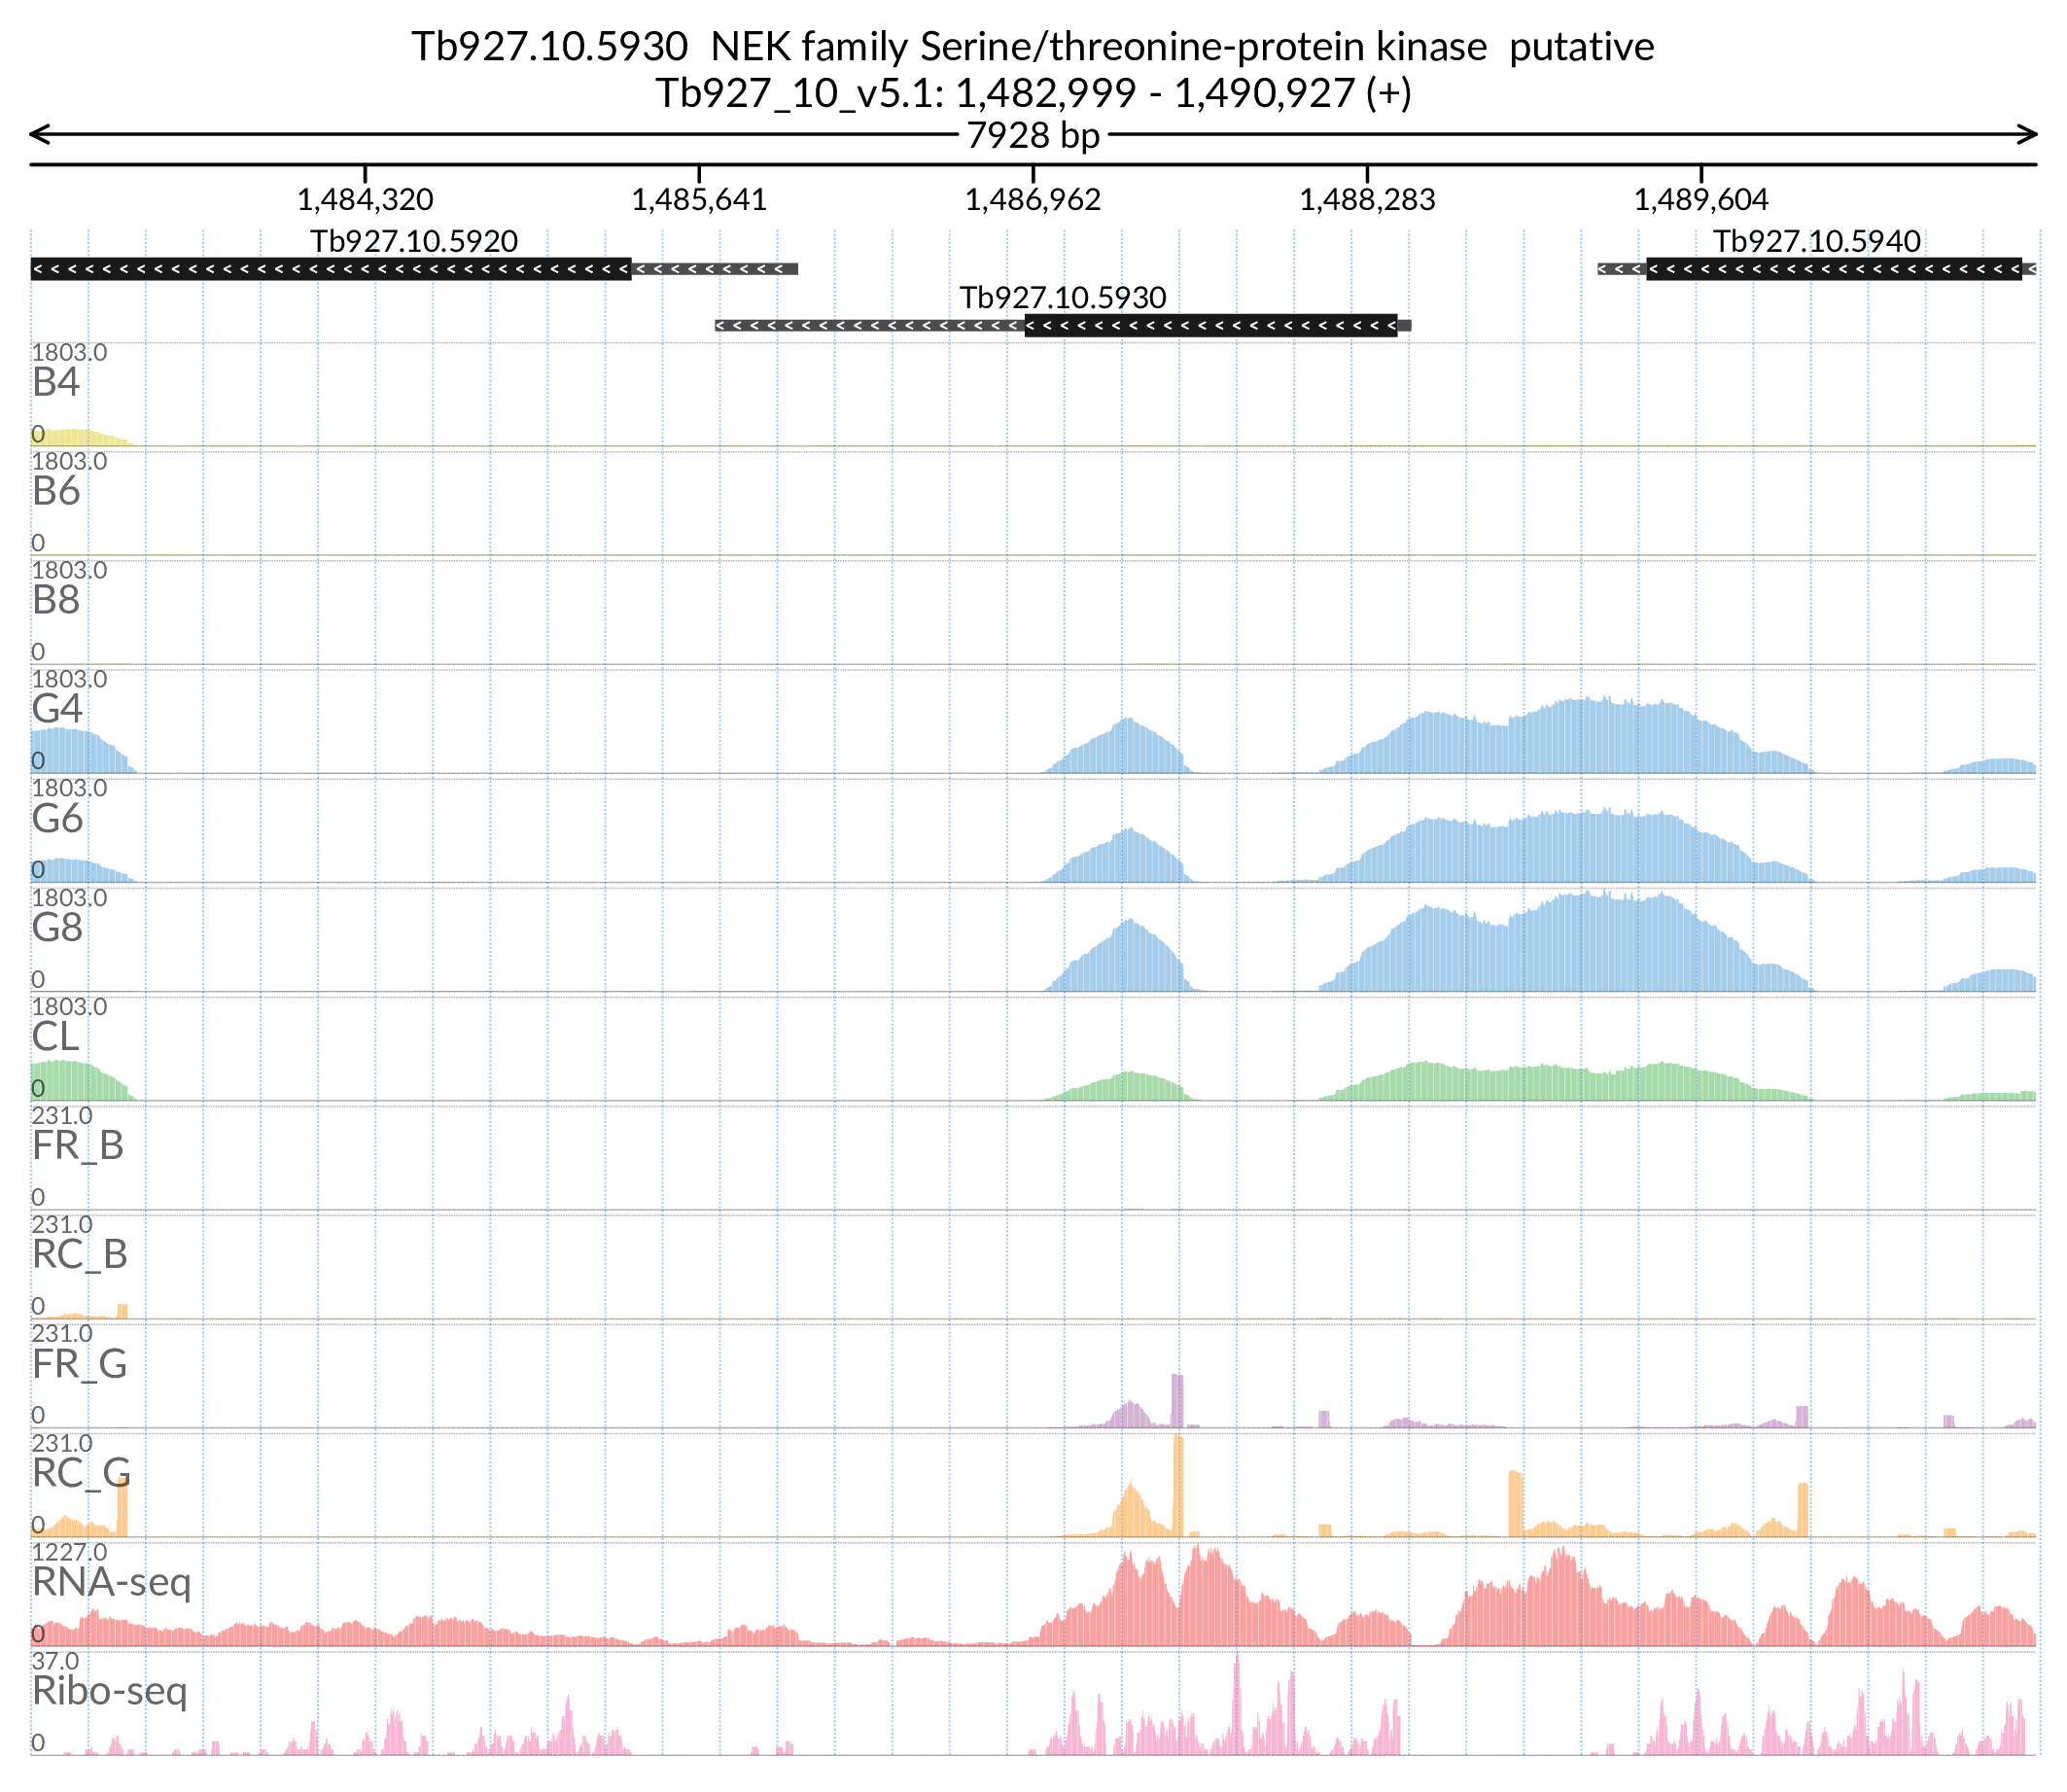 Tb927.10.5930 NEK family Serine/threonine-protein kinase putative
Tb927_10_v5.1: 1,482,999 - 1,490,927 (+)
7928 bp
1,484,320 1,485,641 1,486,962 1,488,283 1,489,604
Tb927.10.5920 Tb927.10.5940
Tb927.10.5930
1803.0
B4
0
1803.0
B6
0
1803.0
B8
0
1803.0
G4
0
1803.0
G6
0
1803.0
G8
0
1803.0
CL
0
231.0
FR_B
0
231.0
RC_B
0
231.0
FR_G
0
231.0
RC_G
0
1227.0
RNA-seq
0
37.0
Ribo-seq
0